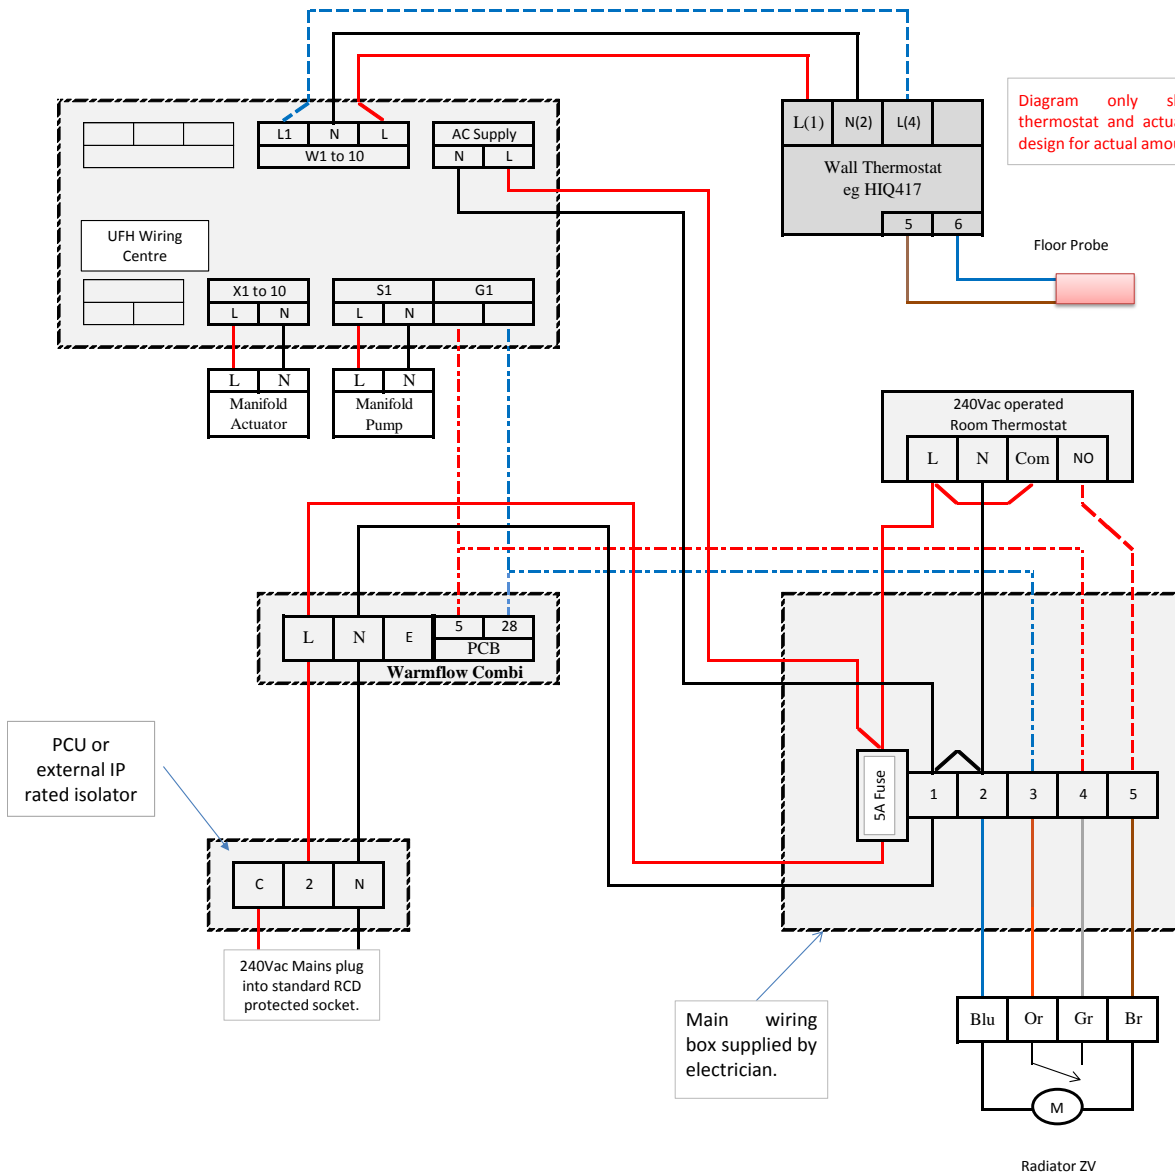 L1 N L
W1 to 10
AC Supply
N L
L(1) N(2) L(4)
Wall Thermostat
eg HIQ417
5 6
Diagram only s
thermostat and actu
design for actual amou
UFH Wiring
Centre
Floor Probe
X1 to 10
L N
S1 G1
L N
L N
Manifold
Actuator
L N
Manifold
Pump
240Vac operated
Room Thermostat
L N Com NO
L N E 5 28
PCB
Warmflow Combi
PCU or
external IP
rated isolator
5A Fuse
1 2 3 4 5
C 2 N
240Vac Mains plug
into standard RCD
protected socket.
Main wiring
box supplied by
electrician.
Blu Or Gr Br
M
Radiator ZV